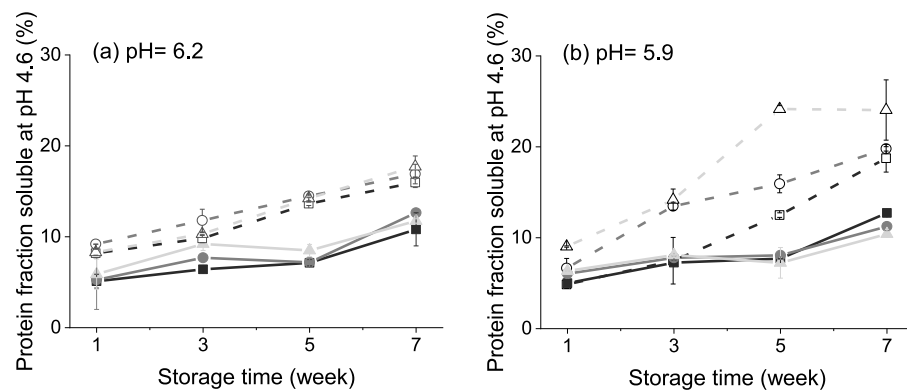 Protein fraction soluble at pH 4.6 (%)
30
20
10
0
(a) pH= 6.2
1 3 5 7
Storage time (week)
Protein fraction soluble at pH 4.6 (%)
30
20
10
0
(b) pH= 5.9
1 3 5 7
Storage time (week)